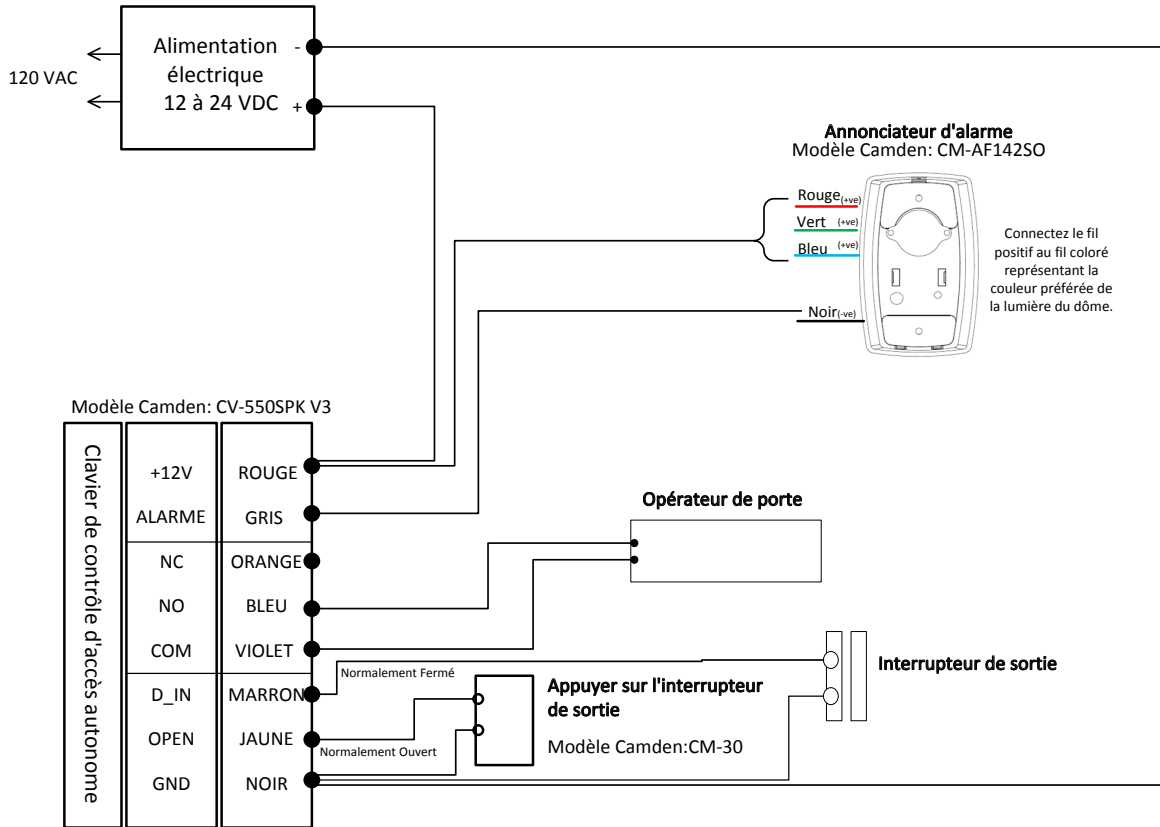 Alimentation
électrique
12 à 24 VDC
-
+
120 VAC
Annonciateur d'alarme
Modèle Camden: CM-AF142SO
Rouge(+ve)
Vert (+ve)
Bleu (+ve)
Noir(-ve)
Connectez le fil
positif au fil coloré
représentant la
couleur préférée de
la lumière du dôme.
Modèle Camden: CV-550SPK V3
Clavier de contrôle d'accès autonome
+12V ROUGE
ALARME GRIS
NC ORANGE
NO BLEU
COM VIOLET
D_IN MARRON
OPEN JAUNE
GND NOIR
Opérateur de porte
Normalement Fermé
Normalement Ouvert
Appuyer sur l'interrupteur
de sortie
Modèle Camden:CM-30
Interrupteur de sortie